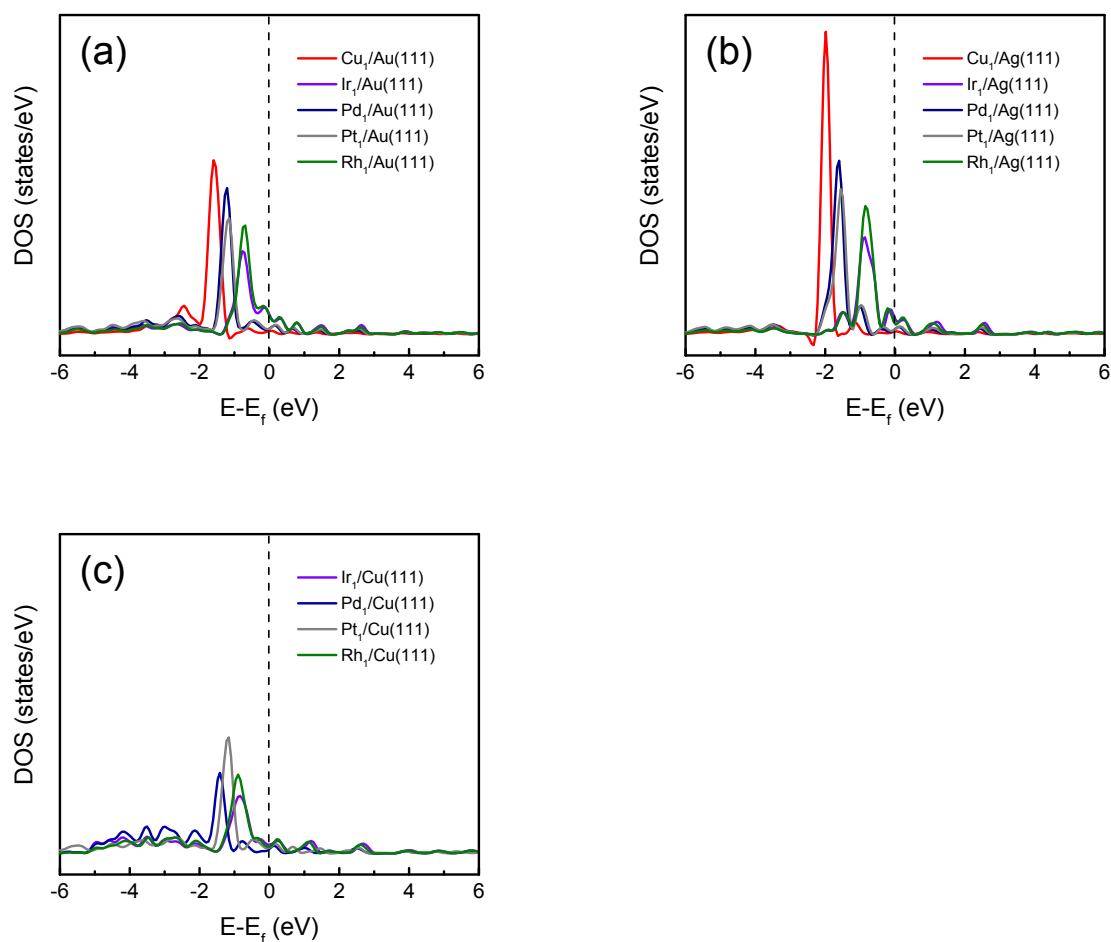 (a)
Cu₁/Au(111)
Ir₁/Au(111)
Pd₁/Au(111)
Pt₁/Au(111)
Rh₁/Au(111)
DOS (states/eV)
-6 -4 -2 0 2 4 6
E-E_f (eV)
(b)
Cu₁/Ag(111)
Ir₁/Ag(111)
Pd₁/Ag(111)
Pt₁/Ag(111)
Rh₁/Ag(111)
DOS (states/eV)
-6 -4 -2 0 2 4 6
E-E_f (eV)
(c)
Ir₁/Cu(111)
Pd₁/Cu(111)
Pt₁/Cu(111)
Rh₁/Cu(111)
DOS (states/eV)
-6 -4 -2 0 2 4 6
E-E_f (eV)